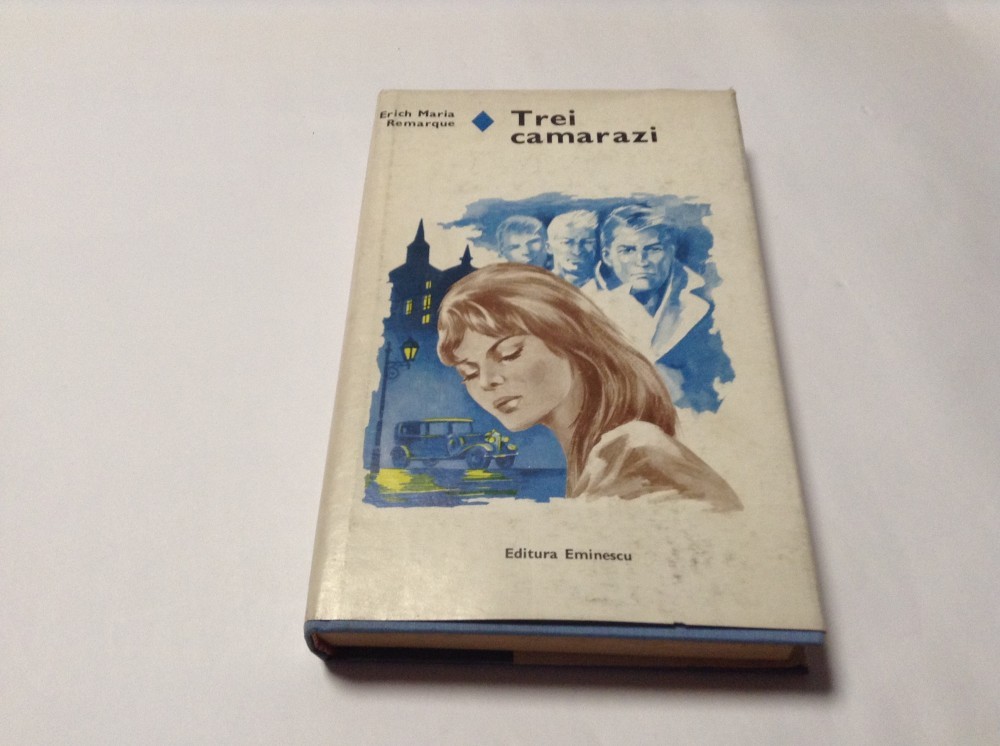 Erich Maria
Remarque
Trei
camarazi
Editura Eminescu